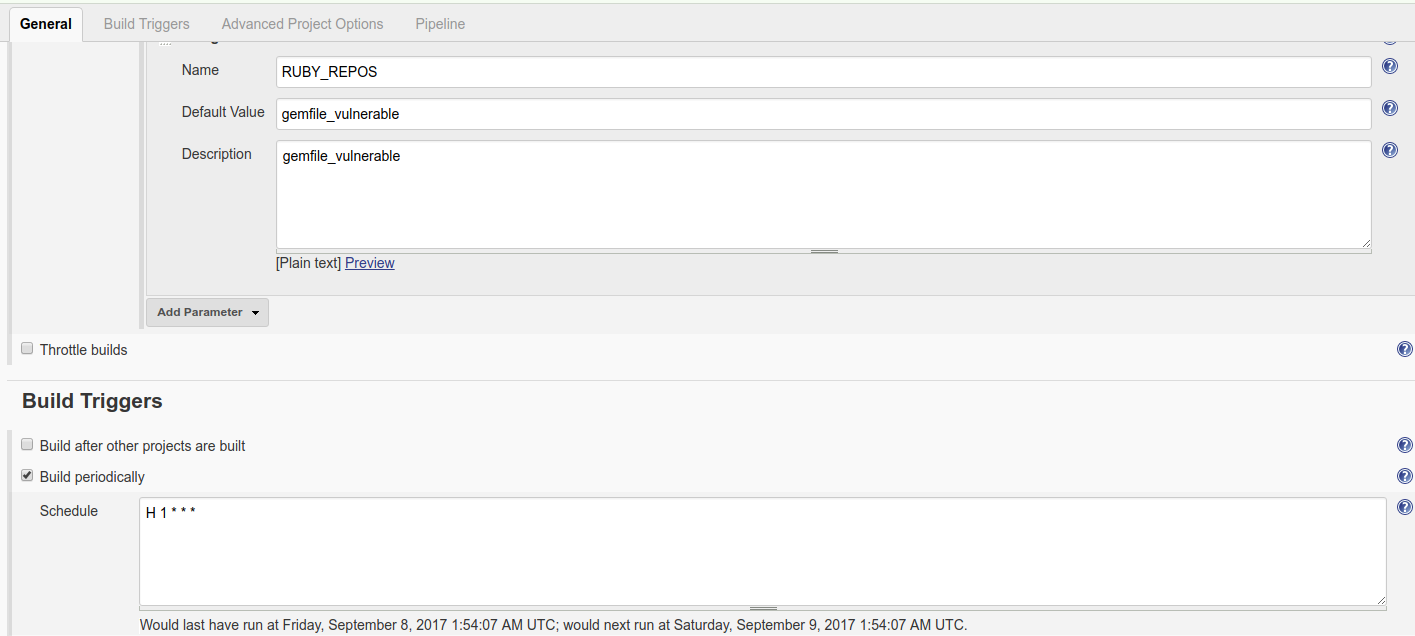 General Build Triggers Advanced Project Options Pipeline
Name RUBY_REPOS
Default Value gemfile_vulnerable
Description gemfile_vulnerable
[Plain text] Preview
Add Parameter
Throttle builds
Build Triggers
Build after other projects are built
Build periodically
Schedule H 1 * * *
Would last have run at Friday, September 8, 2017 1:54:07 AM UTC; would next run at Saturday, September 9, 2017 1:54:07 AM UTC.